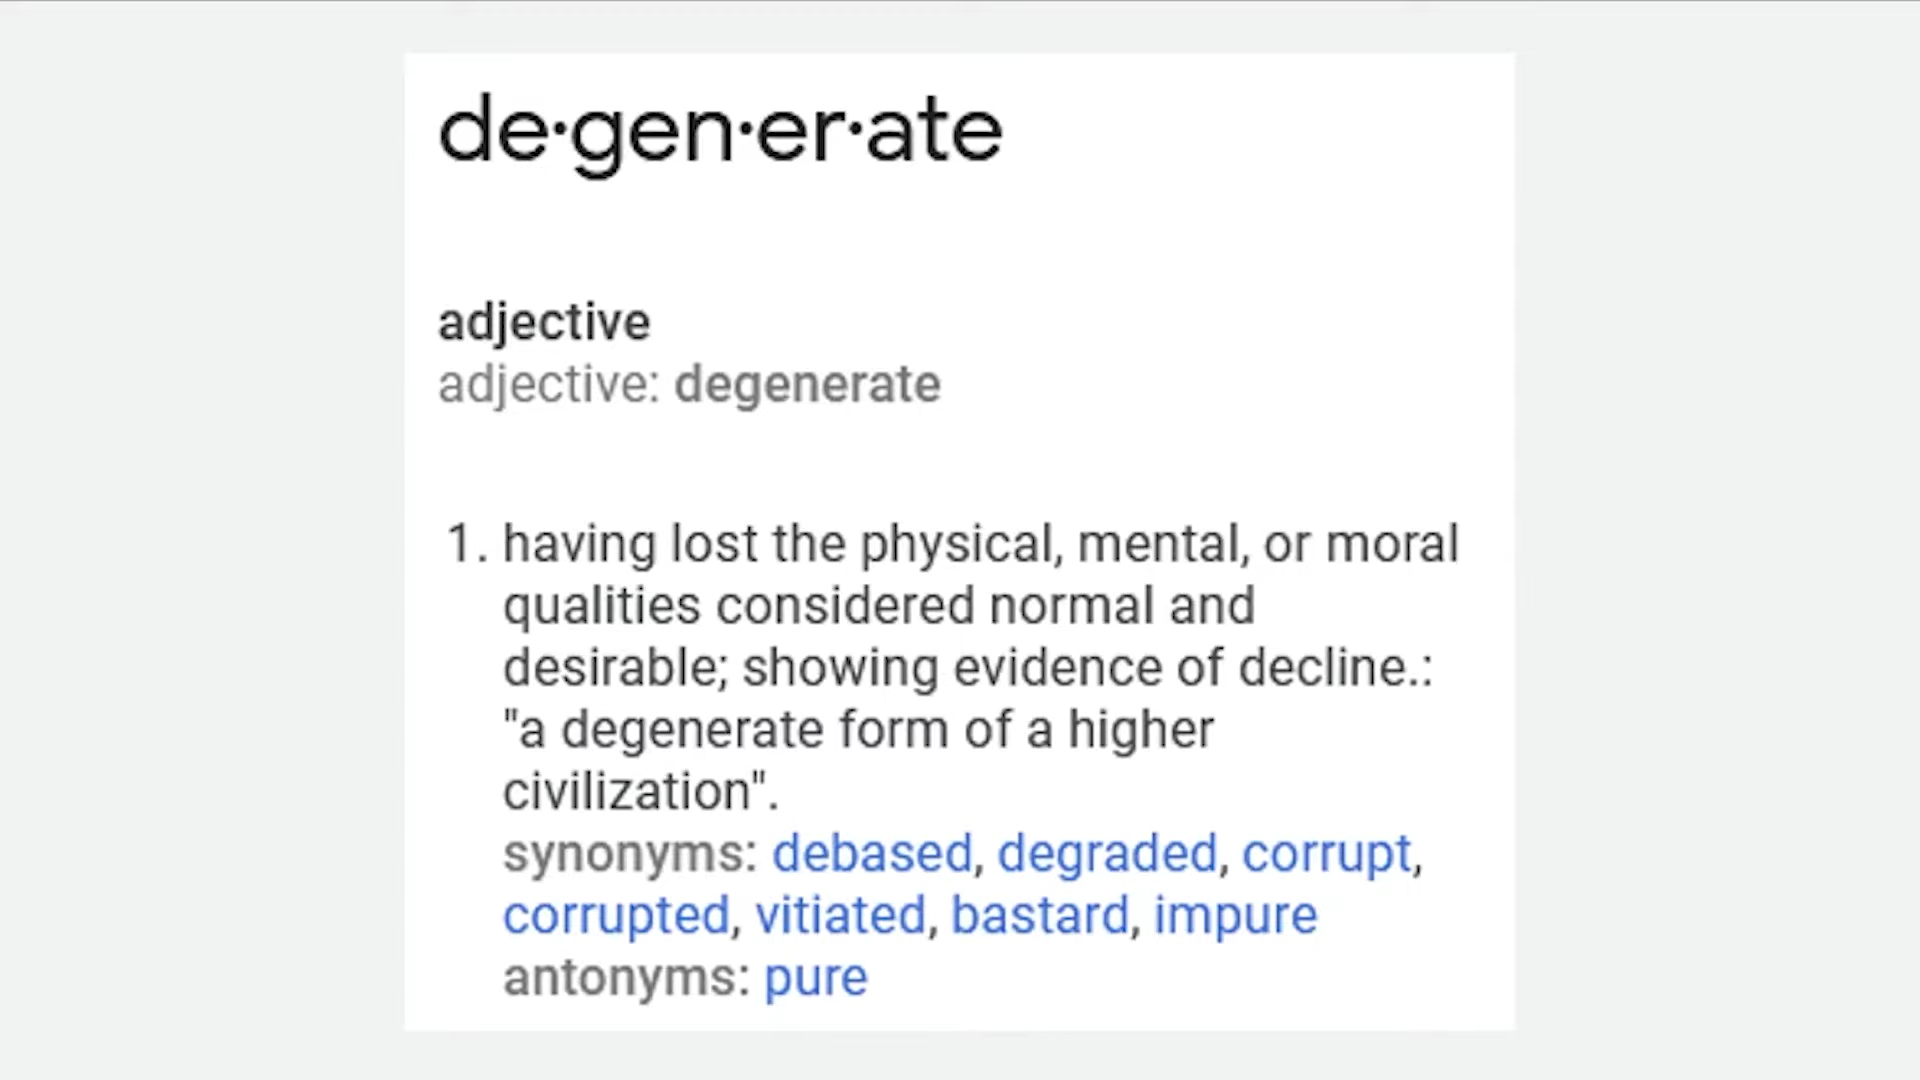 de·gen·er·ate
adjective
adjective: degenerate
1. having lost the physical, mental, or moral
qualities considered normal and
desirable; showing evidence of decline.:
"a degenerate form of a higher
civilization".
synonyms: debased, degraded, corrupt,
corrupted, vitiated, bastard, impure
antonyms: pure